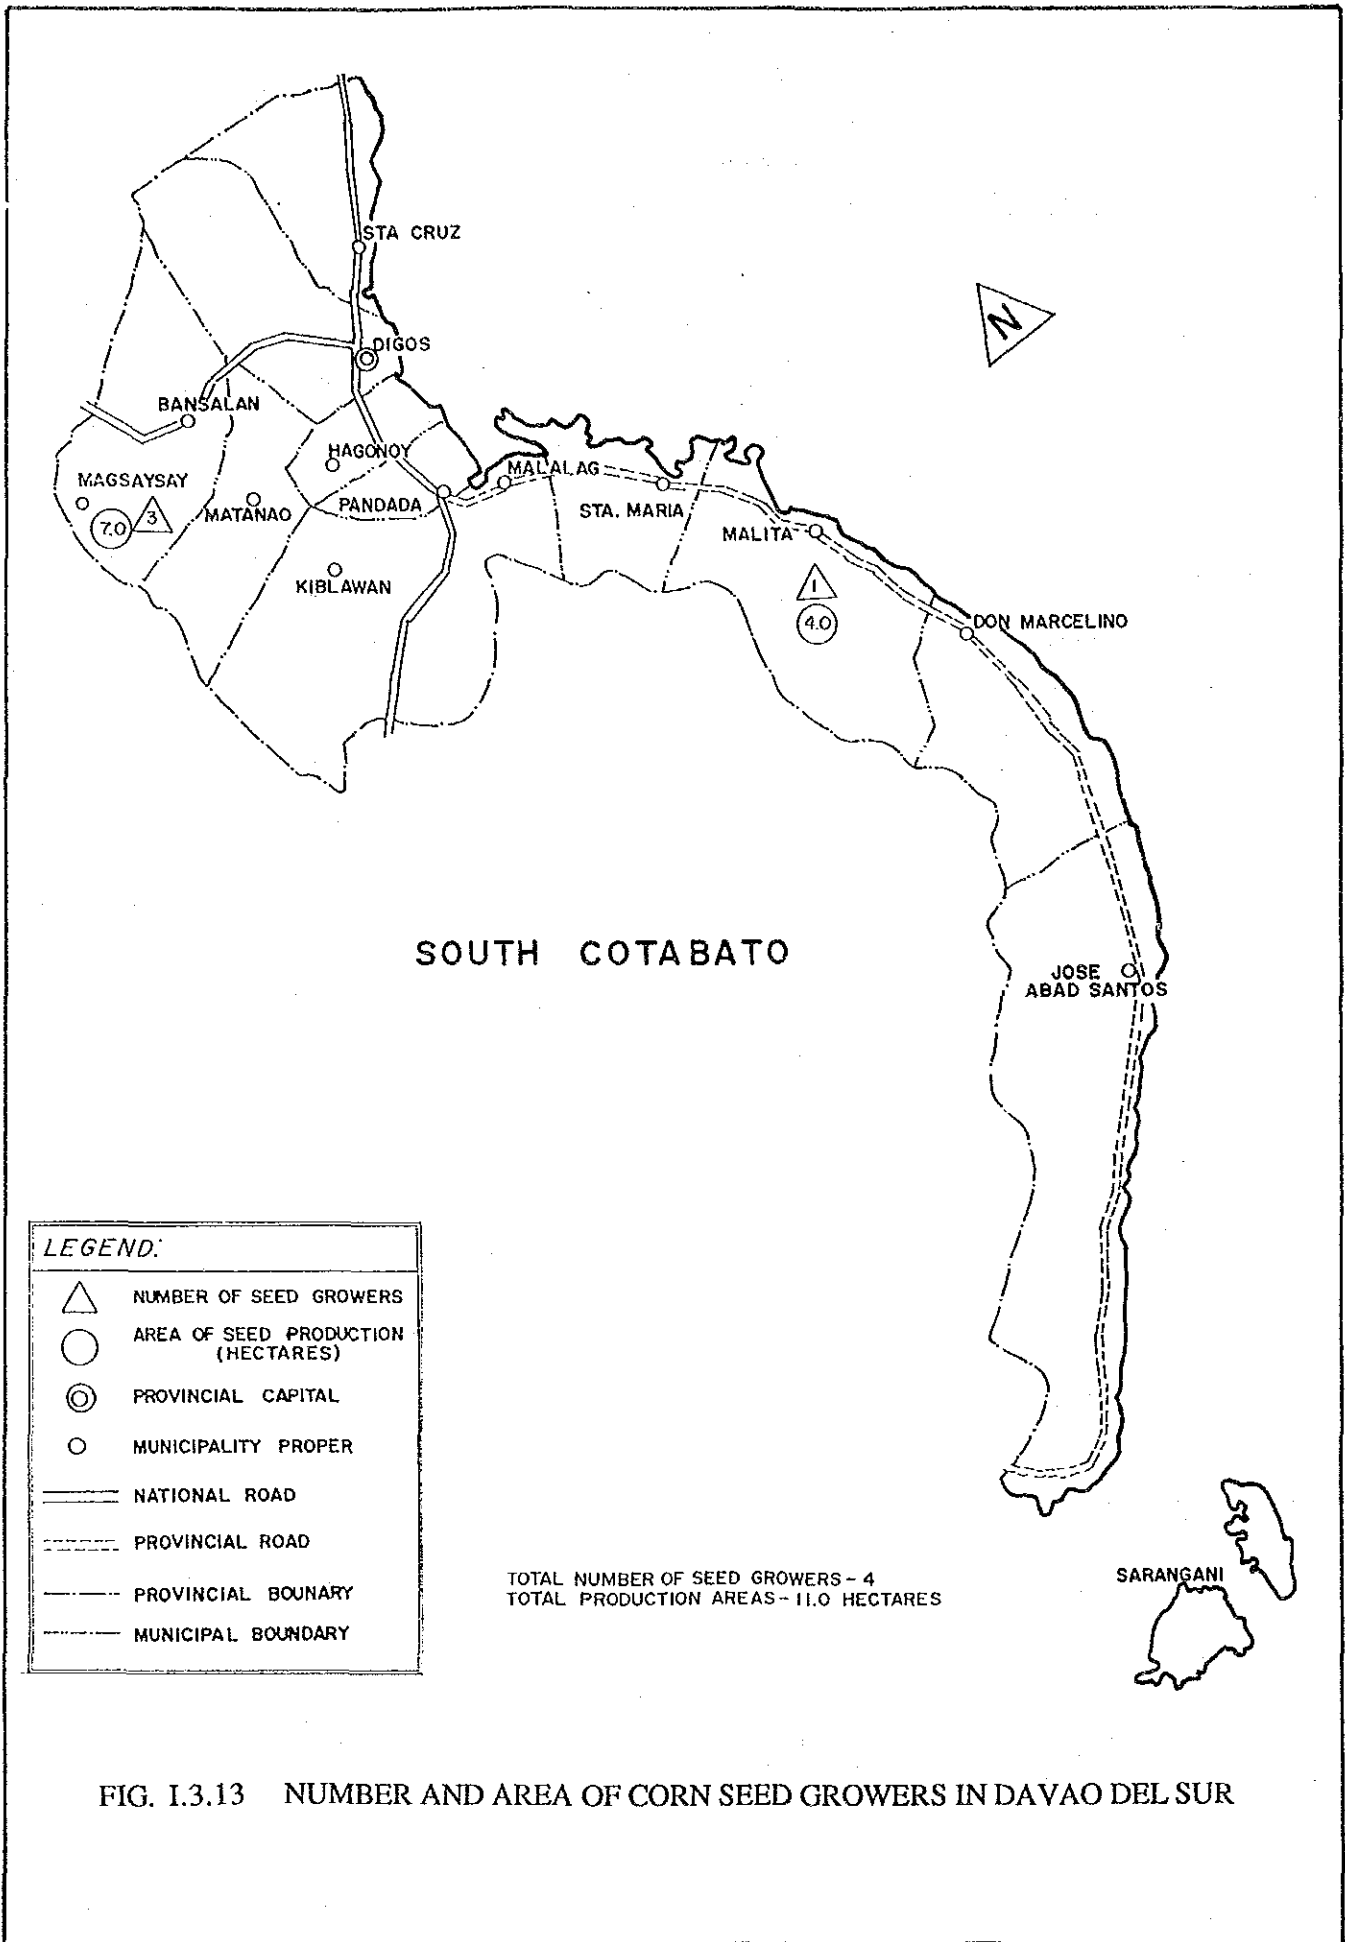 STA CRUZ
N
DIGOS
BANSALAN
HAGONOY
MALALAG
MAGSAYSAY
7.0
3
MATANAO
PANDADA
STA. MARIA
MALITA
KIBLAWAN
1
4.0
DON MARCELINO
SOUTH COTABATO
JOSE
ABAD SANTOS
LEGEND:
NUMBER OF SEED GROWERS
AREA OF SEED PRODUCTION
(HECTARES)
PROVINCIAL CAPITAL
MUNICIPALITY PROPER
NATIONAL ROAD
PROVINCIAL ROAD
PROVINCIAL BOUNARY
MUNICIPAL BOUNDARY
TOTAL NUMBER OF SEED GROWERS - 4
TOTAL PRODUCTION AREAS - 11.0 HECTARES
SARANGANI
FIG. I.3.13 NUMBER AND AREA OF CORN SEED GROWERS IN DAVAO DEL SUR